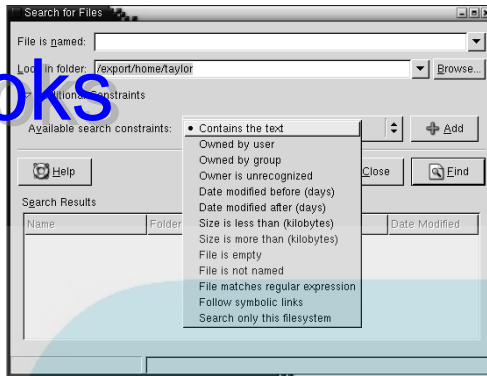 Search for Files
File is named:
Look in folder: /export/home/taylor Browse...
oks
Additional Constraints
Available search constraints: Contains the text Add
Owned by user
Owned by group
Owner is unrecognized
Date modified before (days)
Date modified after (days)
Size is less than (kilobytes)
Size is more than (kilobytes)
File is empty
File is not named
File matches regular expression
Follow symbolic links
Search only this filesystem
Help Close Find
Search Results
Name Folder Date Modified